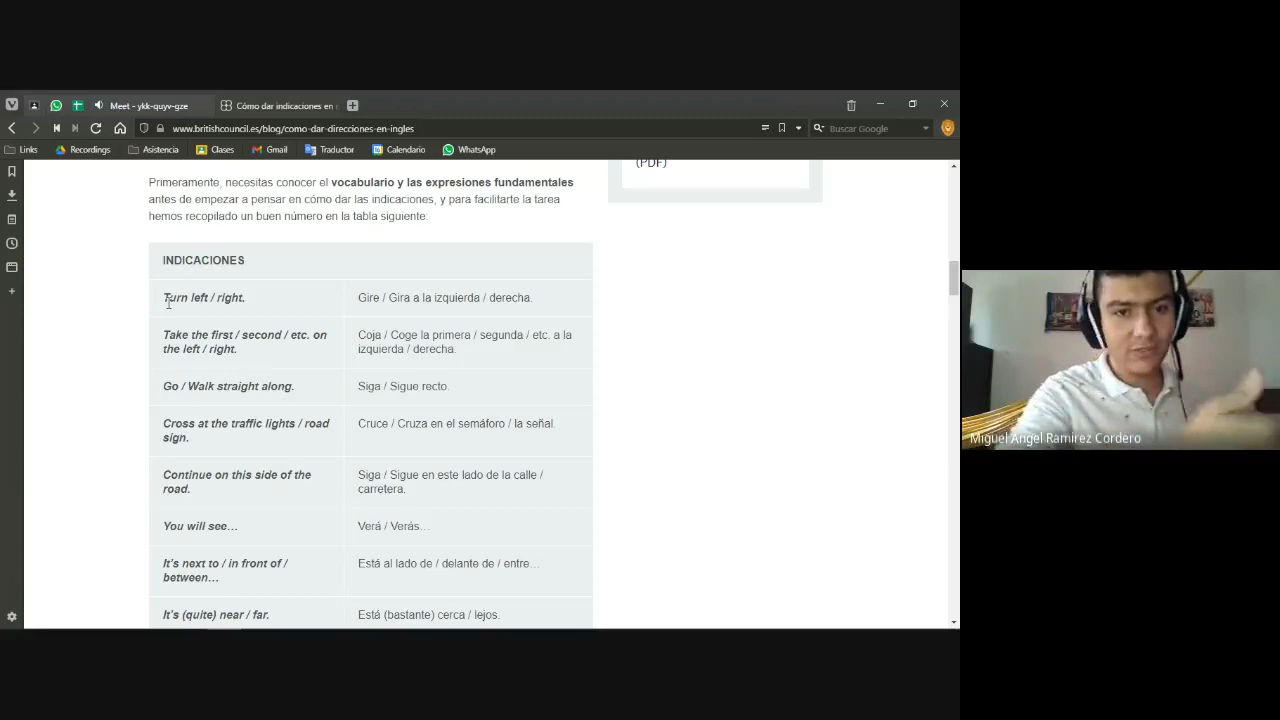 Meet - ykk-quyv-gze
Cómo dar indicaciones en
www.britishcouncil.es/blog/como-dar-direcciones-en-ingles
Buscar Google
Links
Recordings
Asistencia
Clases
Gmail
Traductor
Calendario
WhatsApp
(PDF)
Primeramente, necesitas conocer el vocabulario y las expresiones fundamentales
antes de empezar a pensar en cómo dar las indicaciones, y para facilitarte la tarea
hemos recopilado un buen número en la tabla siguiente:
INDICACIONES
Turn left / right.
Gire / Gira a la izquierda / derecha.
Take the first / second / etc. on
the left / right.
Coja / Coge la primera / segunda / etc. a la
izquierda / derecha.
Go / Walk straight along.
Siga / Sigue recto.
Cross at the traffic lights / road
sign.
Cruce / Cruza en el semáforo / la señal.
Continue on this side of the
road.
Siga / Sigue en este lado de la calle /
carretera.
You will see…
Verá / Verás…
It's next to / in front of /
between…
Está al lado de / delante de / entre…
It's (quite) near / far.
Está (bastante) cerca / lejos.
Miguel Angel Ramirez Cordero